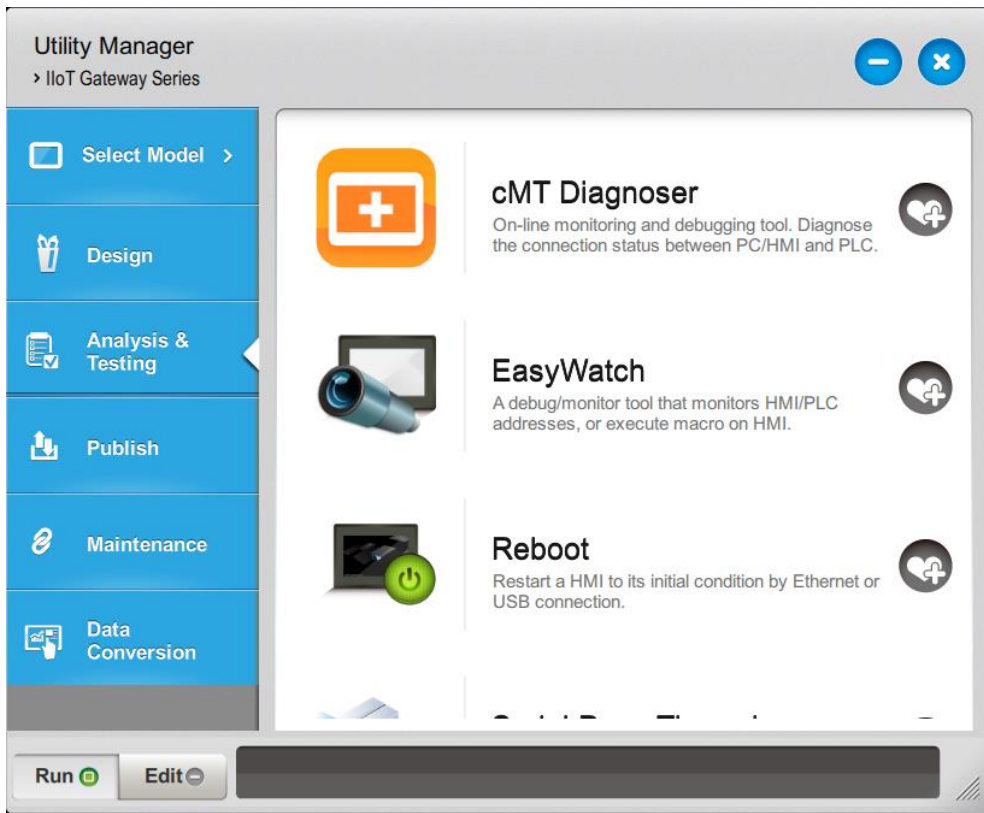 Utility Manager
> IIoT Gateway Series
Select Model >
Design
Analysis &
Testing
Publish
Maintenance
Data
Conversion
cMT Diagnoser
On-line monitoring and debugging tool. Diagnose
the connection status between PC/HMI and PLC.
EasyWatch
A debug/monitor tool that monitors HMI/PLC
addresses, or execute macro on HMI.
Reboot
Restart a HMI to its initial condition by Ethernet or
USB connection.
Run
Edit